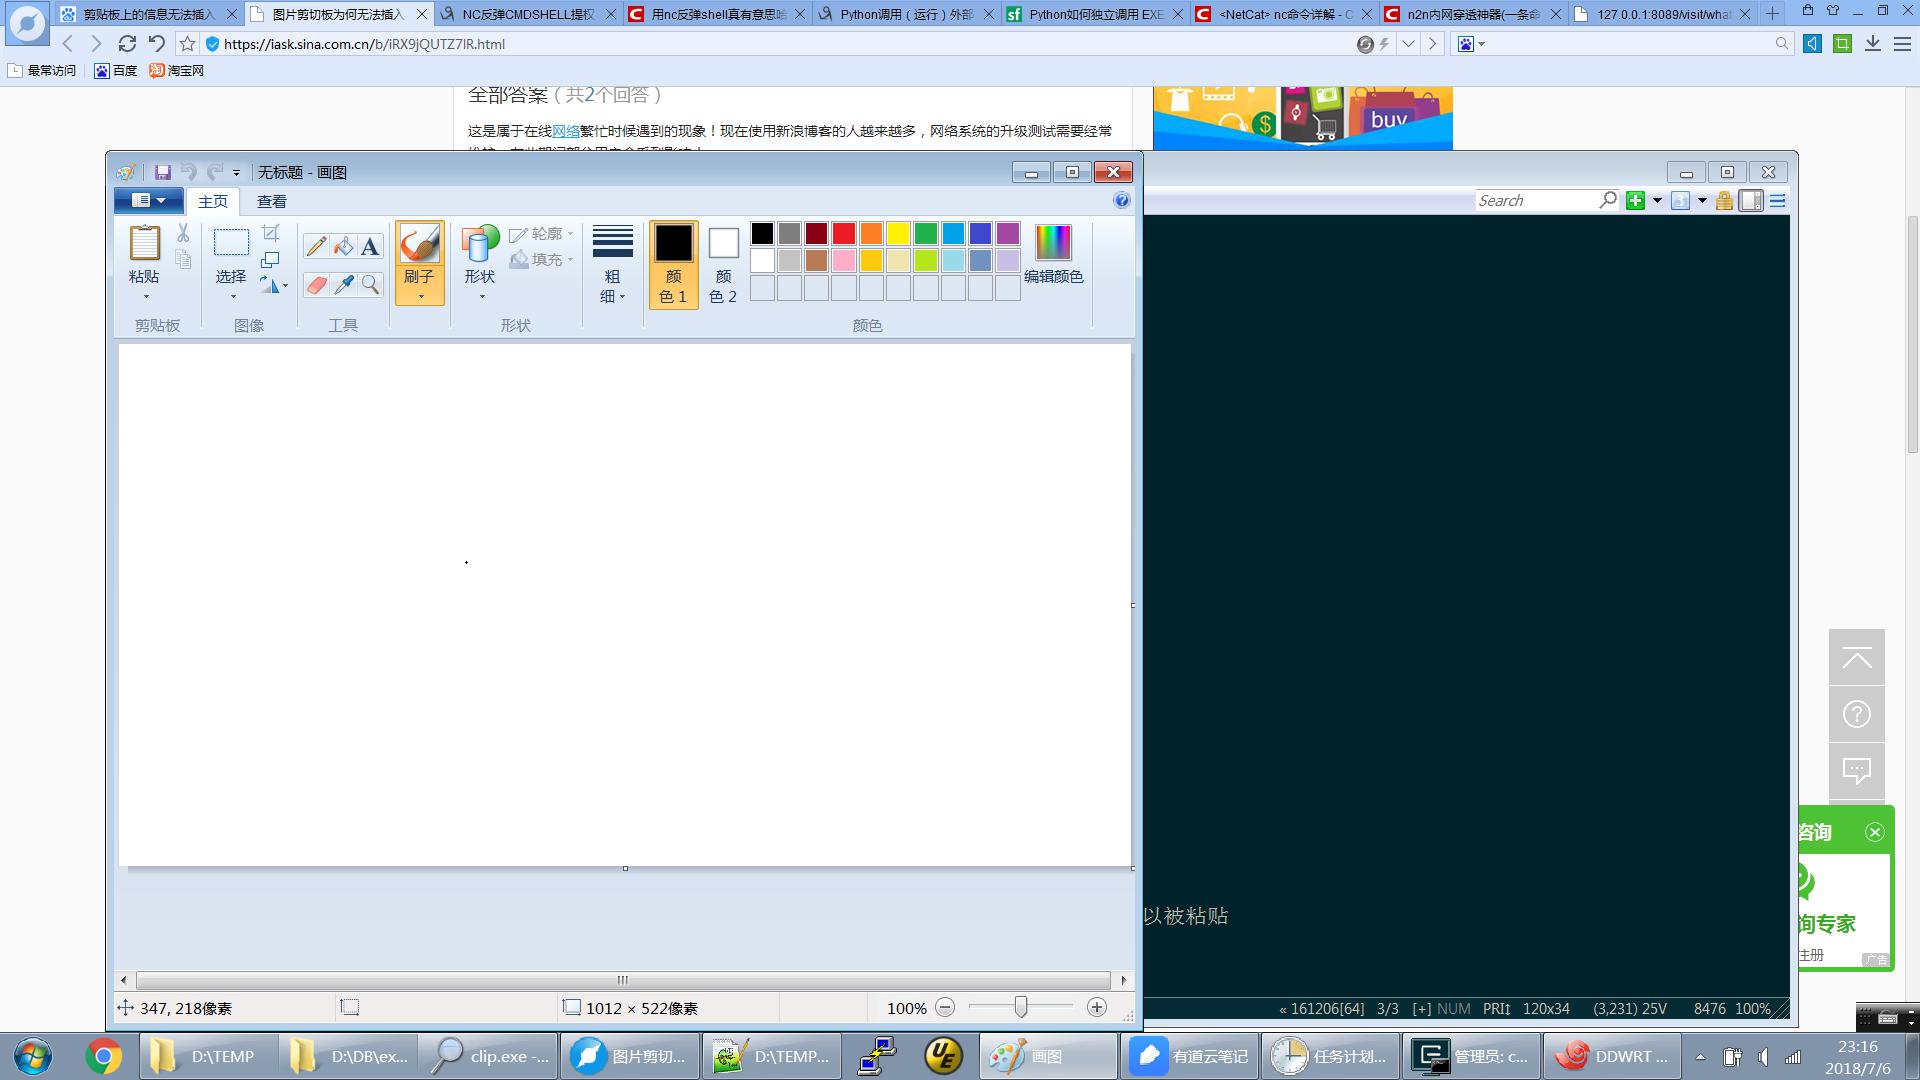 剪贴板上的信息无法插入
图片剪切板为何无法插入
NC反弹CMDSHELL提权
用nc反弹shell真有意思哈
Python调用（运行）外部
Python如何独立调用 EXE
<NetCat> nc命令详解 - C
n2n内网穿透神器(一条命
127.0.0.1:8089/visit/wha
https://iask.sina.com.cn/b/iRX9jQUTZ7lR.html
最常访问
百度
淘宝网
全部答案（共2个回答）
这是属于在线网络繁忙时候遇到的现象！现在使用新浪博客的人越来越多，网络系统的升级测试需要经常
buy
无标题 - 画图
主页
查看
Search
粘贴
选择
刷子
形状
轮廓
填充
粗
细
颜
色 1
颜
色 2
编辑颜色
剪贴板
图像
工具
形状
颜色
以被粘贴
咨询
询专家
注册
广告
347, 218像素
1012 × 522像素
100%
« 161206[64]
3/3
[+]
NUM
PRI↕
120x34
(3,231) 25V
8476
100%
D:\TEMP
D:\DB\ex...
clip.exe -...
图片剪切...
D:\TEMP...
UE
画图
有道云笔记
任务计划...
管理员: c...
DDWRT ...
23:16
2018/7/6